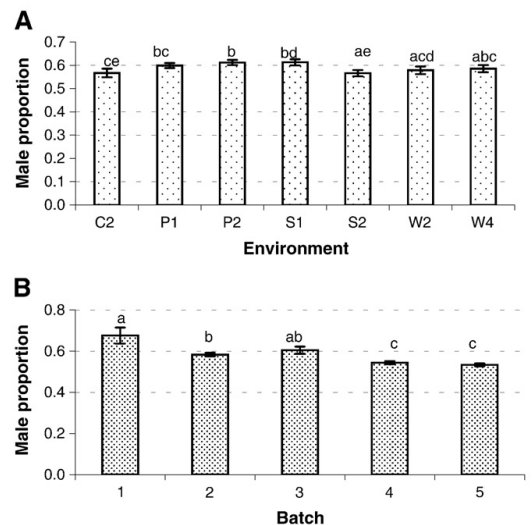 A
Male proportion
0.7
0.6
0.5
0.4
0.3
0.2
0.1
0.0
ce bc b bd ae acd abc
C2 P1 P2 S1 S2 W2 W4
Environment
B
Male proportion
0.8
0.6
0.4
0.2
0.0
a b ab c c
1 2 3 4 5
Batch